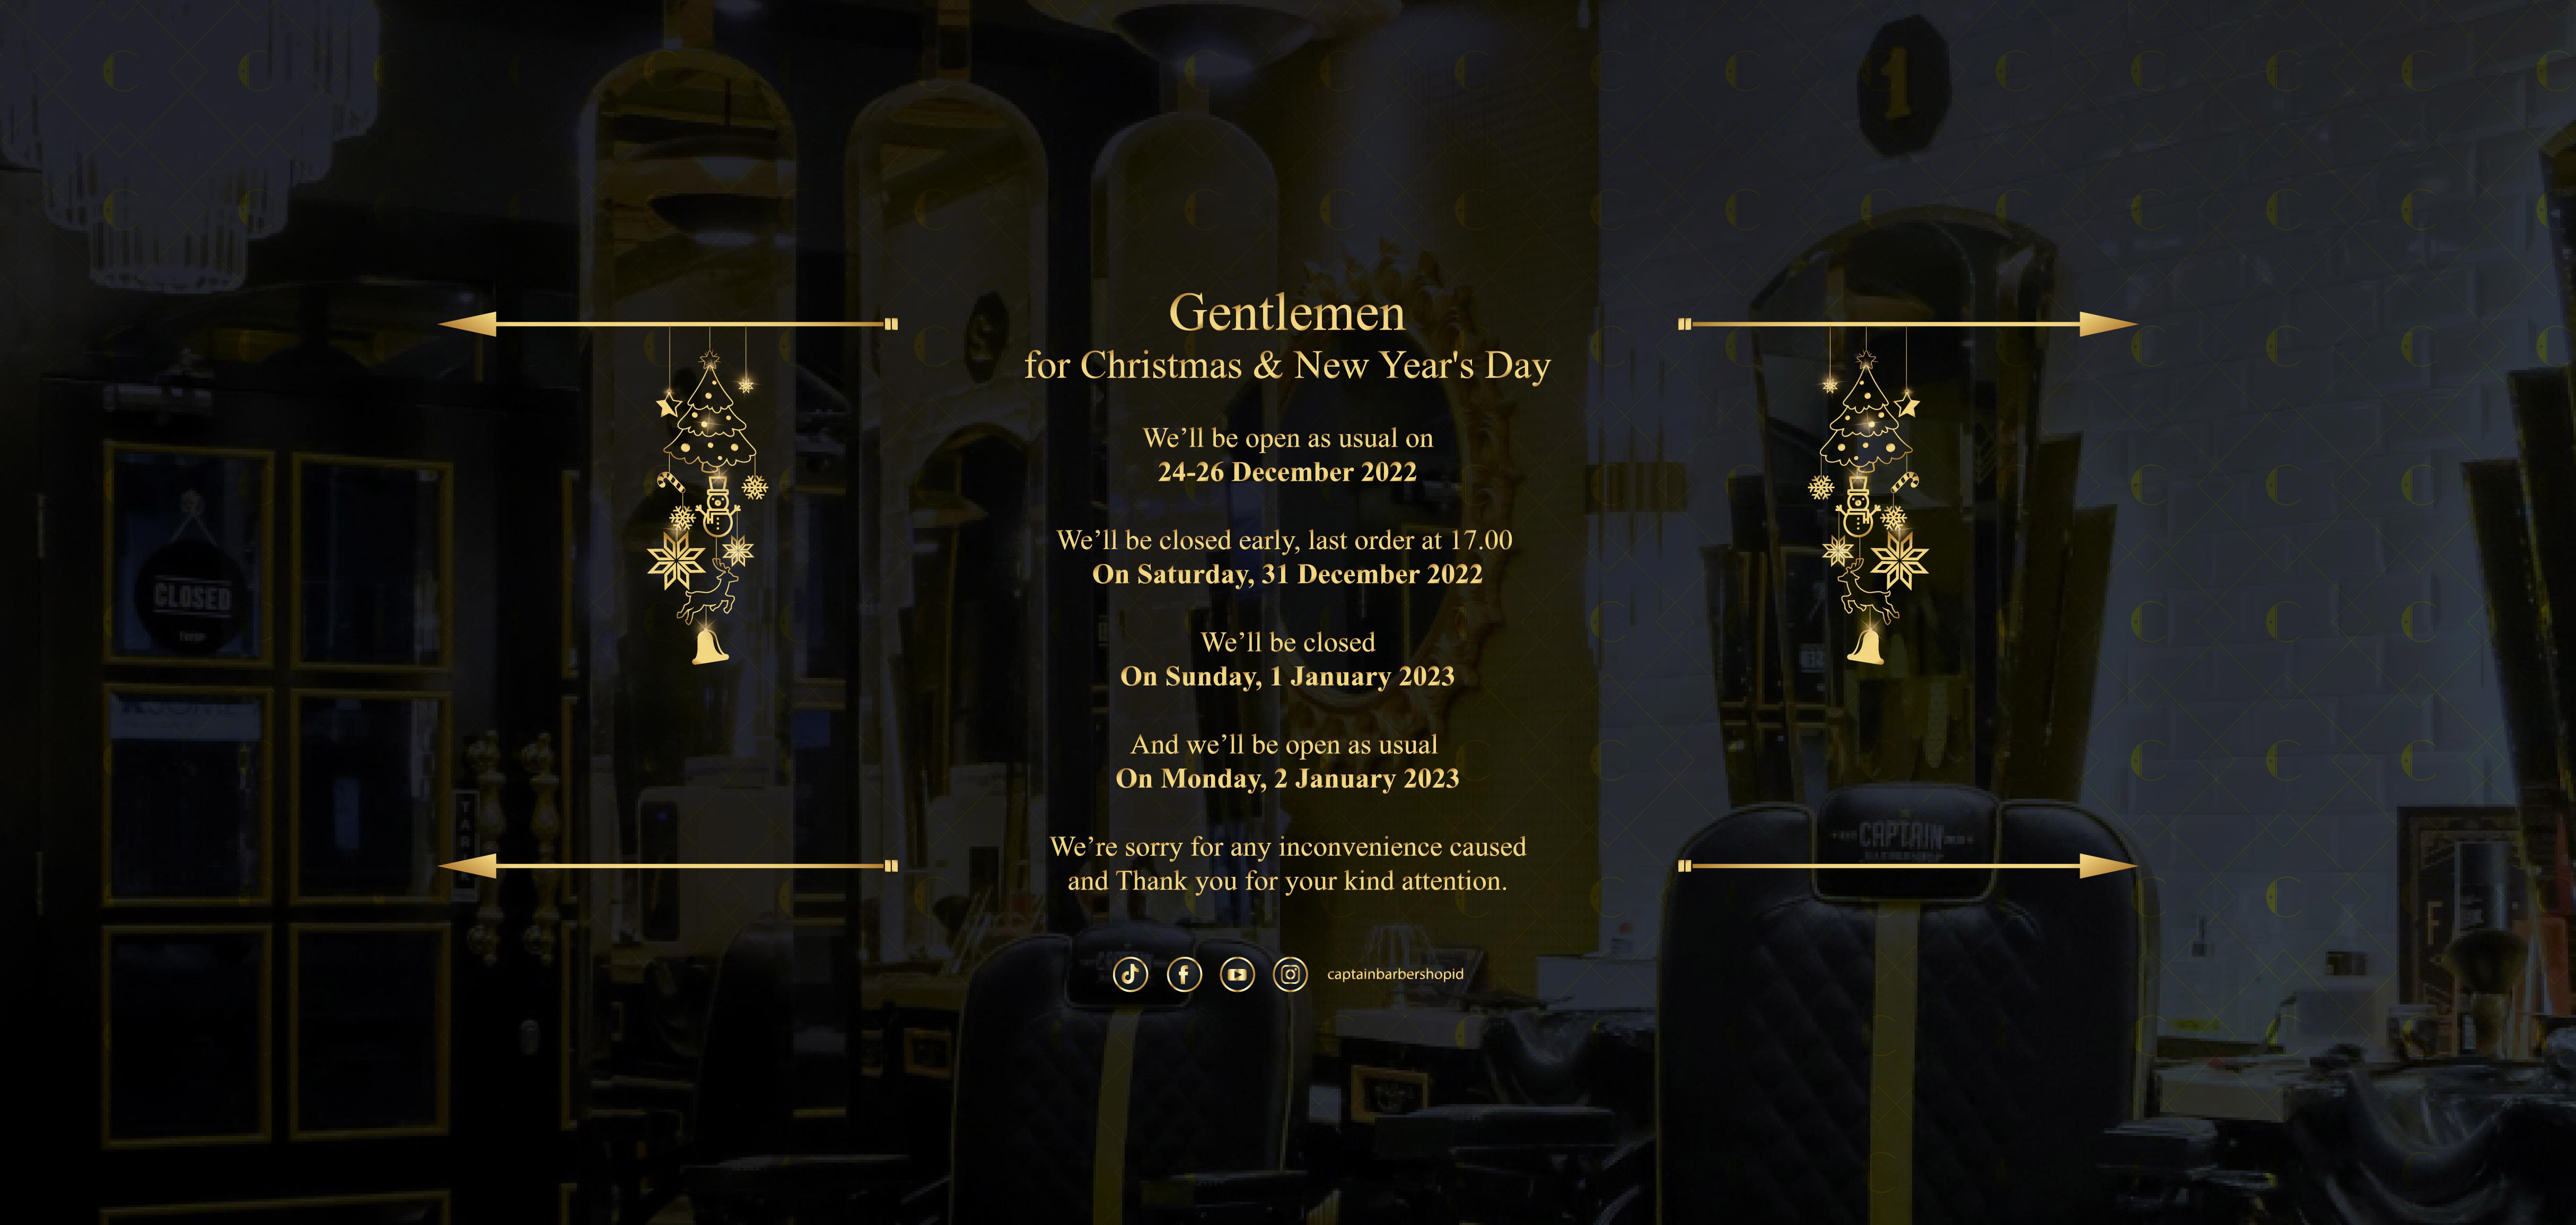 Gentlemen
for Christmas & New Year's Day
We’ll be open as usual on
24-26 December 2022
We’ll be closed early, last order at 17.00
On Saturday, 31 December 2022
We’ll be closed
On Sunday, 1 January 2023
And we’ll be open as usual
On Monday, 2 January 2023
We’re sorry for any inconvenience caused
and Thank you for your kind attention.
captainbarbershopid
CLOSED
1
CAPTAIN